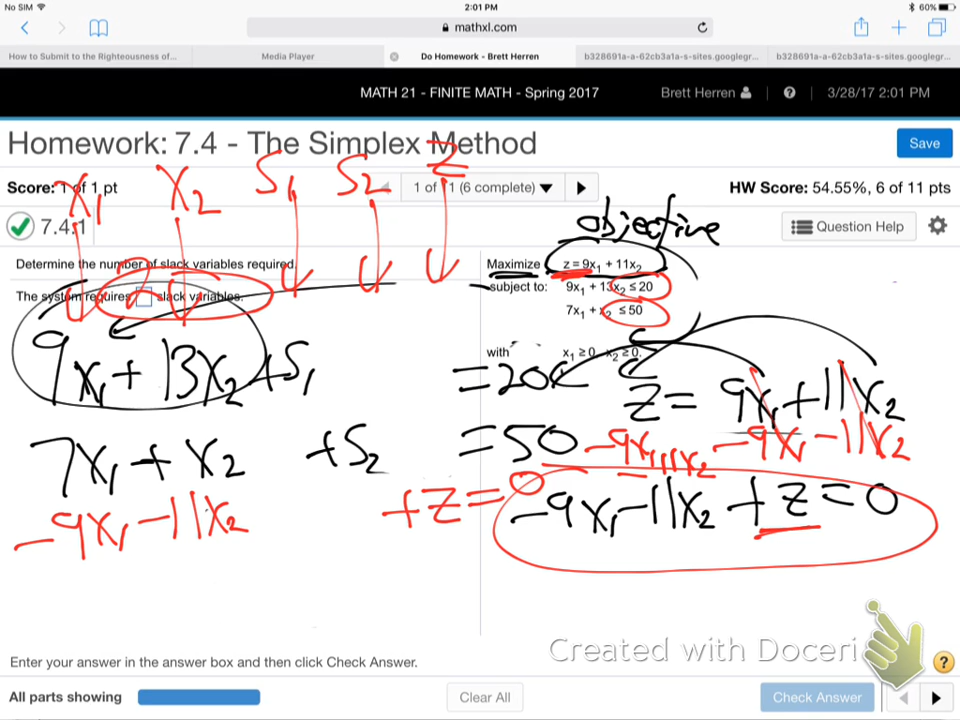 No SIM 2:01 PM 60%
mathxl.com
How to Submit to the Righteousness of... Media Player Do Homework - Brett Herren b328691a-a-62cb3a1a-s-sites.googlegr... b328691a-a-62cb3a1a-s-sites.googlegr...
MATH 21 - FINITE MATH - Spring 2017 Brett Herren 3/28/17 2:01 PM
Homework: 7.4 - The Simplex Method Save
Score: 1 of 1 pt 1 of 11 (6 complete) HW Score: 54.55%, 6 of 11 pts
x₁ x₂ S₁ S₂ Z
7.4.1 objective Question Help
Determine the number of slack variables required. Maximize z = 9x₁ + 11x₂
The system requires 2 slack variables. subject to: 9x₁ + 13x₂ ≤ 20
7x₁ + x₂ ≤ 50
with x₁ ≥ 0, x₂ ≥ 0.
9x₁ + 13x₂ + S₁ = 20
z = 9x₁ + 11x₂
7x₁ + x₂ + S₂ = 50
-9x₁ -11x₂ -9x₁ -11x₂
-9x₁ -11x₂ + z = 0
-9x₁ -11x₂ + z = 0
Created with Doceri
Enter your answer in the answer box and then click Check Answer. ?
All parts showing Clear All Check Answer